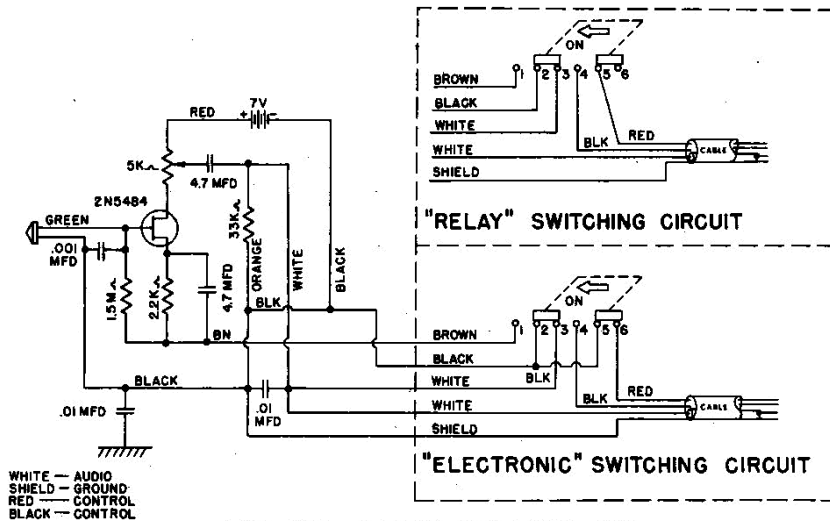 ON
1 2 3 4 5 6
BROWN
BLACK
WHITE
WHITE
SHIELD
BLK
RED
CABLE
"RELAY" SWITCHING CIRCUIT
RED
7V
+ -
5K
4.7 MFD
2N5484
GREEN
.001
MFD
1.5M
2.2K
4.7 MFD
33K
ORANGE
WHITE
BLACK
BLK
BN
BLACK
.01
MFD
.01 MFD
ON
1 2 3 4 5 6
BROWN
BLACK
BLK
WHITE
WHITE
SHIELD
BLK
RED
CABLE
"ELECTRONIC" SWITCHING CIRCUIT
WHITE — AUDIO
SHIELD — GROUND
RED — CONTROL
BLACK — CONTROL